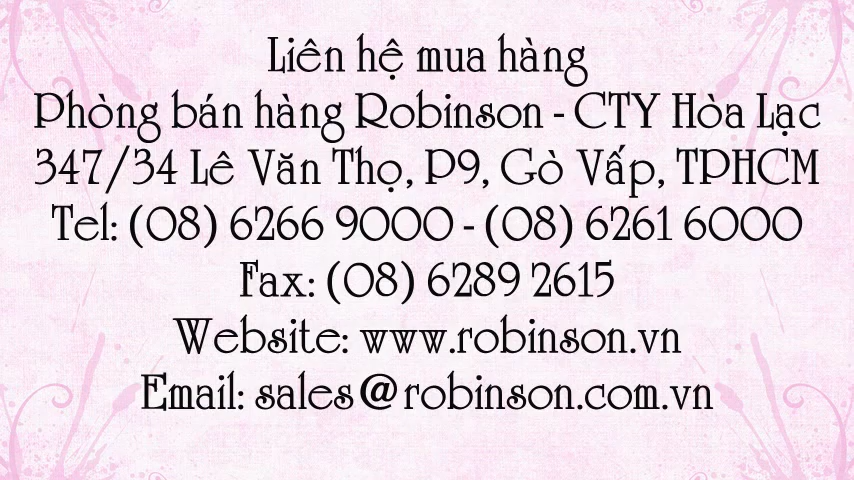 Liên hệ mua hàng
Phòng bán hàng Robinson - CTY Hòa Lạc
347/34 Lê Văn Thọ, P9, Gò Vấp, TPHCM
Tel: (08) 6266 9000 - (08) 6261 6000
Fax: (08) 6289 2615
Website: www.robinson.vn
Email: sales@robinson.com.vn